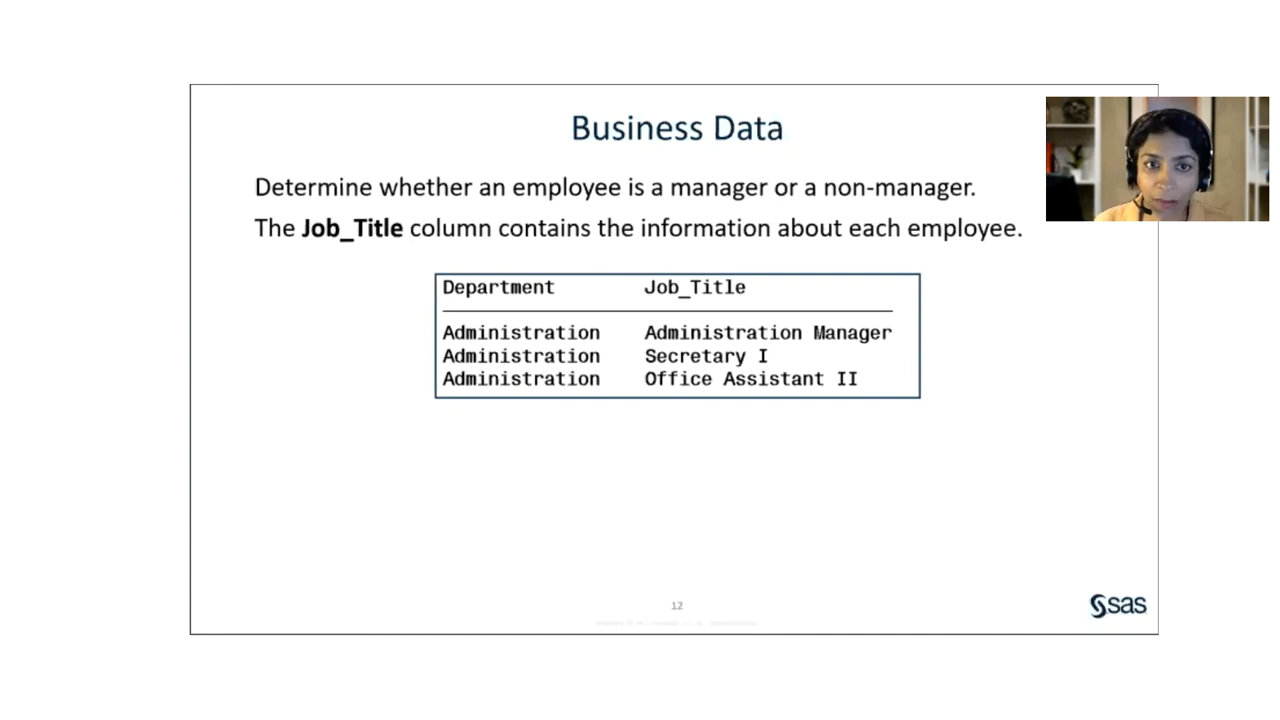 Business Data
Determine whether an employee is a manager or a non-manager.
The Job_Title column contains the information about each employee.
Department Job_Title
Administration Administration Manager
Administration Secretary I
Administration Office Assistant II
12
sas